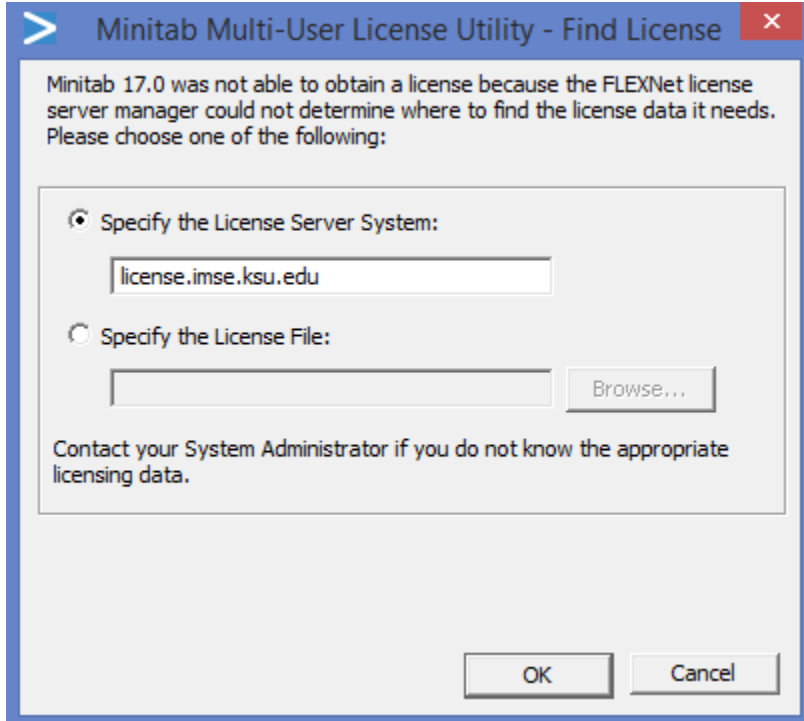 Minitab Multi-User License Utility - Find License
Minitab 17.0 was not able to obtain a license because the FLEXNet license
server manager could not determine where to find the license data it needs.
Please choose one of the following:
Specify the License Server System:
license.imse.ksu.edu
Specify the License File:
Browse...
Contact your System Administrator if you do not know the appropriate
licensing data.
OK Cancel